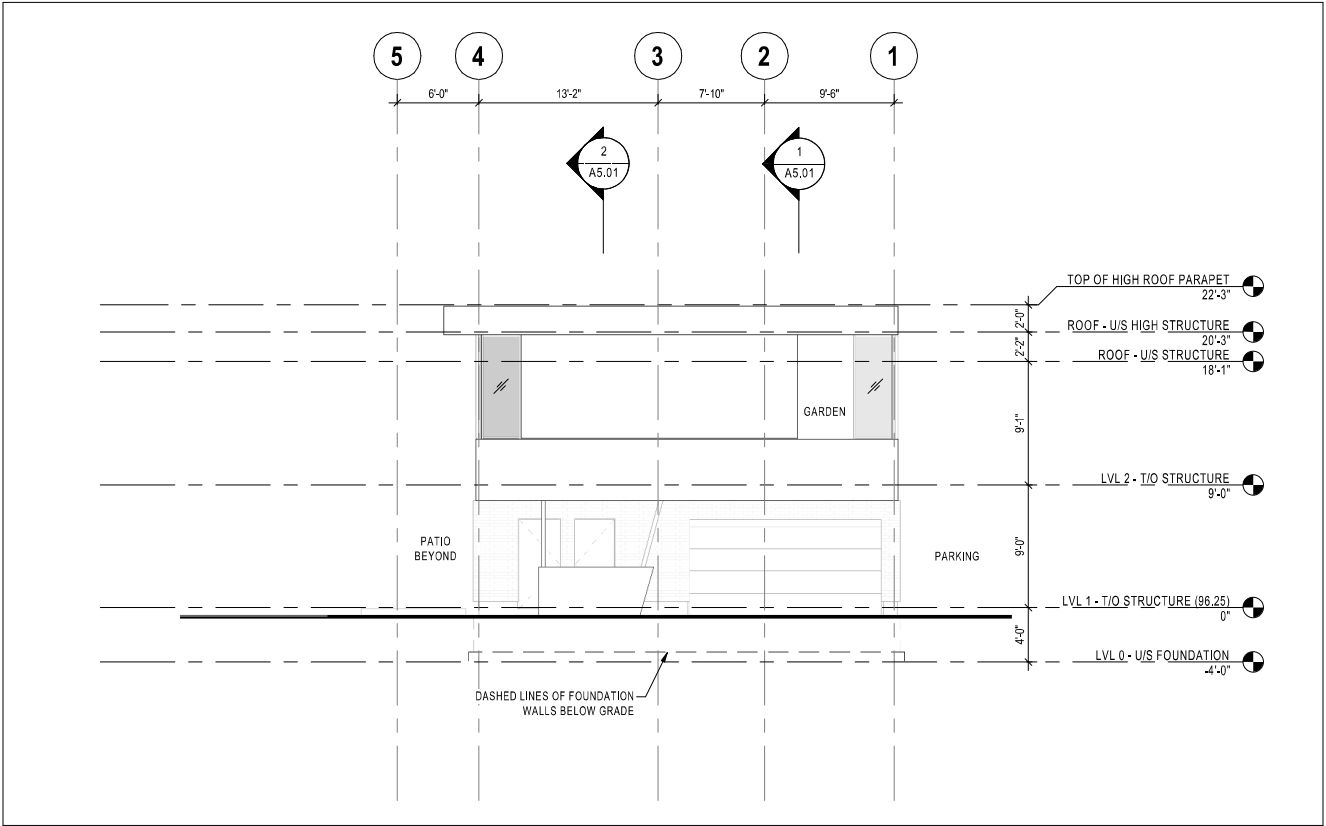 5 4 3 2 1
6'-0" 13'-2" 7'-10" 9'-6"
2
A5.01
1
A5.01
TOP OF HIGH ROOF PARAPET
22'-3"
2'-0"
ROOF - U/S HIGH STRUCTURE
20'-3"
2'-2"
ROOF - U/S STRUCTURE
18'-1"
GARDEN
9'-1"
LVL 2 - T/O STRUCTURE
9'-0"
PATIO
BEYOND
9'-0"
PARKING
LVL 1 - T/O STRUCTURE (96.25)
0"
4'-0"
LVL 0 - U/S FOUNDATION
-4'-0"
DASHED LINES OF FOUNDATION
WALLS BELOW GRADE